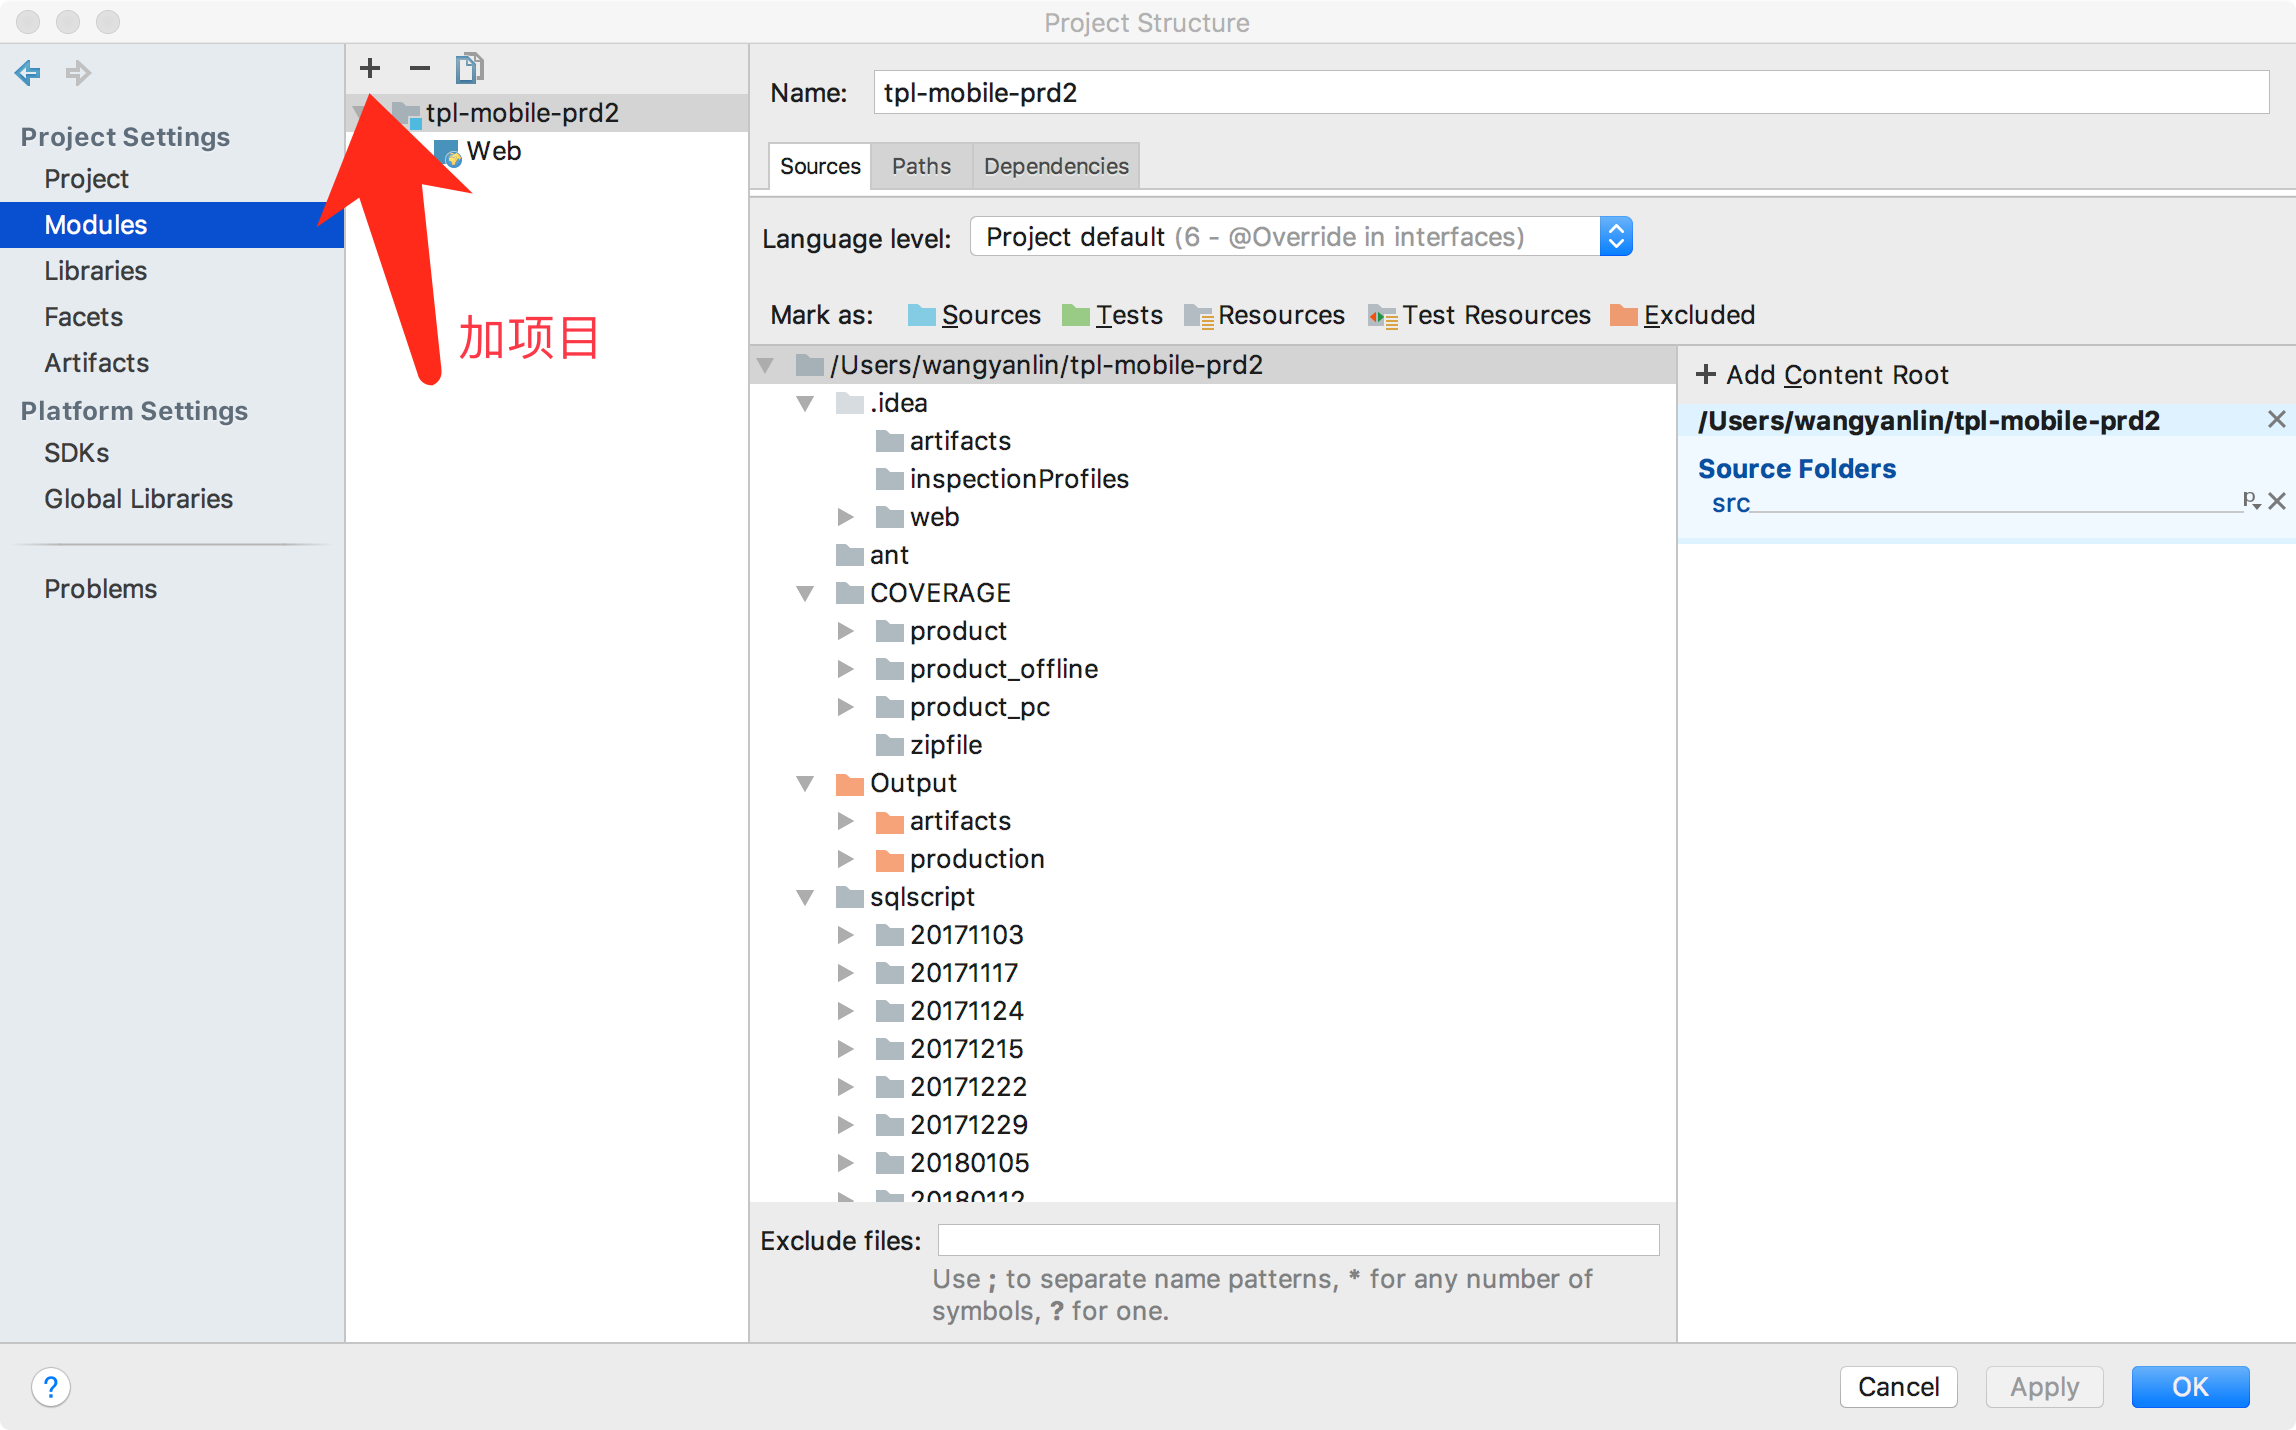 Project Structure
Project Settings
Project
Modules
Libraries
Facets
Artifacts
Platform Settings
SDKs
Global Libraries
Problems
tpl-mobile-prd2
Web
加项目
Name: tpl-mobile-prd2
Sources Paths Dependencies
Language level: Project default (6 - @Override in interfaces)
Mark as: Sources Tests Resources Test Resources Excluded
/Users/wangyanlin/tpl-mobile-prd2
.idea
artifacts
inspectionProfiles
web
ant
COVERAGE
product
product_offline
product_pc
zipfile
Output
artifacts
production
sqlscript
20171103
20171117
20171124
20171215
20171222
20171229
20180105
20180112
+ Add Content Root
/Users/wangyanlin/tpl-mobile-prd2
Source Folders
src P
Exclude files:
Use ; to separate name patterns, * for any number of
symbols, ? for one.
? Cancel Apply OK